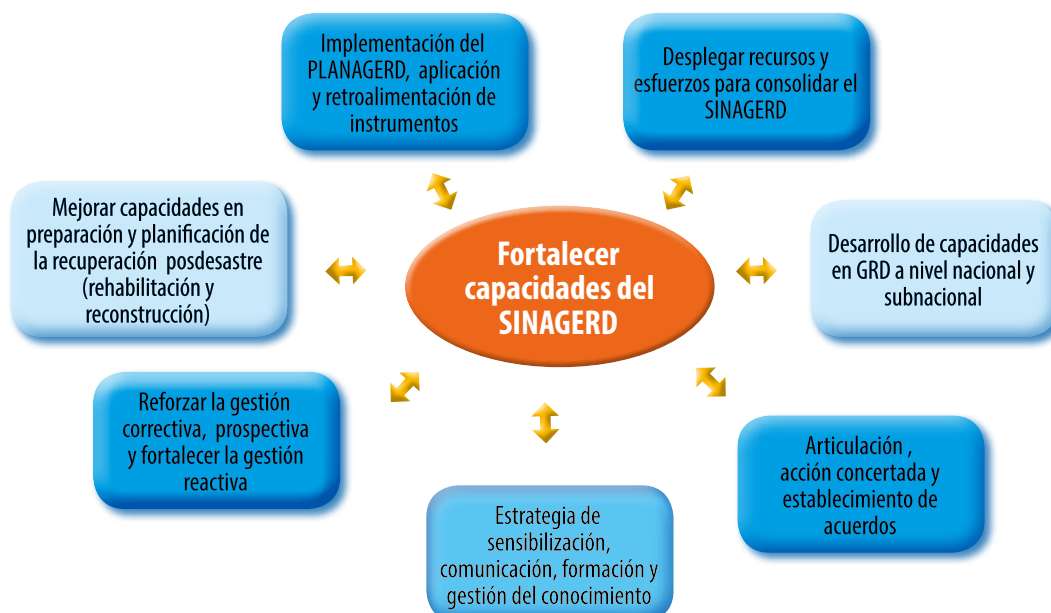 Implementación del
PLANAGERD, aplicación
y retroalimentación de
instrumentos
Desplegar recursos y
esfuerzos para consolidar el
SINAGERD
Mejorar capacidades en
preparación y planificación de
la recuperación posdesastre
(rehabilitación y
reconstrucción)
Fortalecer
capacidades del
SINAGERD
Desarrollo de capacidades
en GRD a nivel nacional y
subnacional
Reforzar la gestión
correctiva, prospectiva
y fortalecer la gestión
reactiva
Articulación ,
acción concertada y
establecimiento de
acuerdos
Estrategia de
sensibilización,
comunicación, formación y
gestión del conocimiento